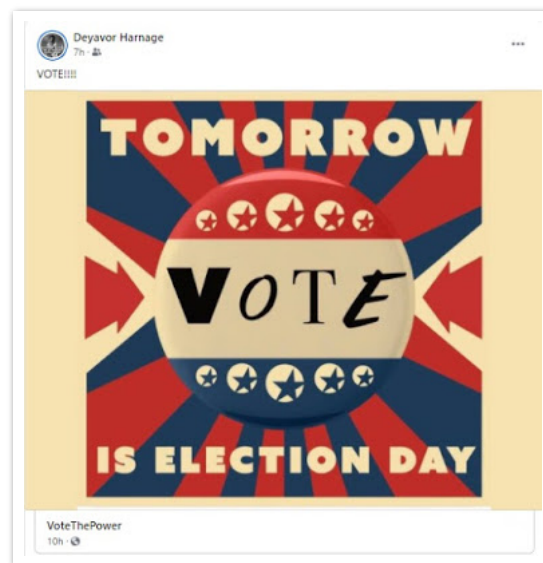 Deyavor Harnage
7h ·
VOTE!!!!
TOMORROW
VOTE
IS ELECTION DAY
VoteThePower
10h ·